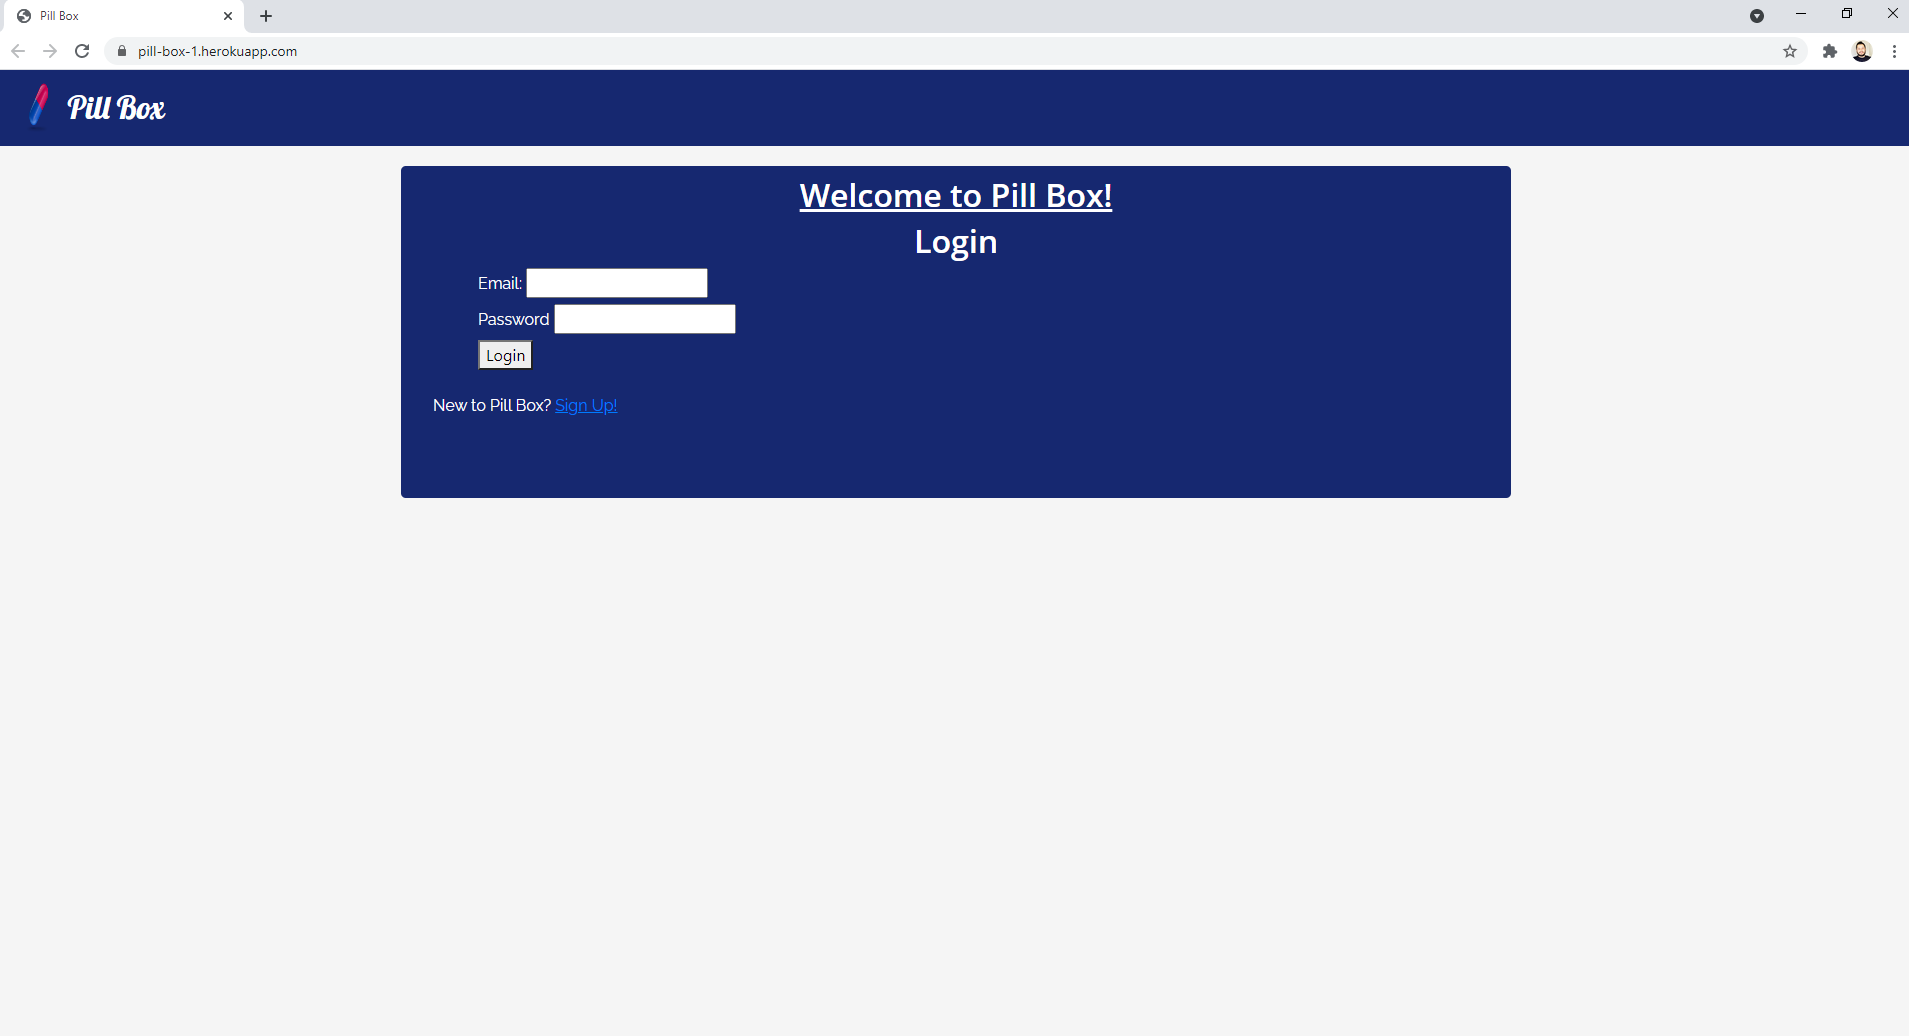 Pill Box
pill-box-1.herokuapp.com
Pill Box
Welcome to Pill Box!
Login
Email:
Password
Login
New to Pill Box? Sign Up!